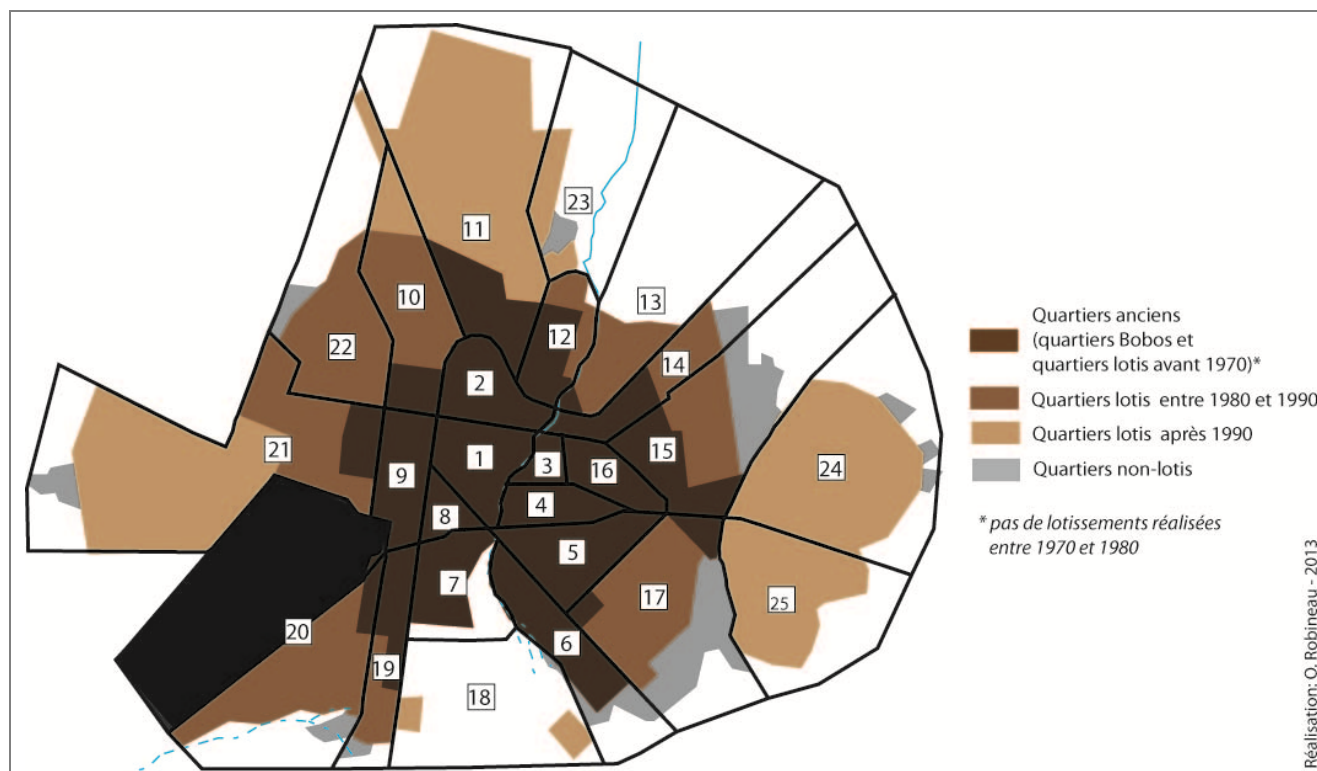 23
11
13
10
12
22
14
2
21
15
1
3
16
24
9
4
8
5
7
17
25
20
6
19
18
Quartiers anciens
(quartiers Bobos et
quartiers lotis avant 1970)*
Quartiers lotis entre 1980 et 1990
Quartiers lotis après 1990
Quartiers non-lotis
* pas de lotissements réalisées
entre 1970 et 1980
Réalisation: O. Robineau - 2013